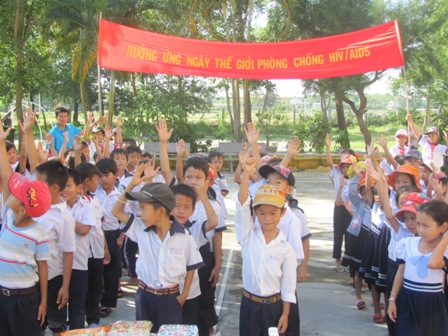 HƯỞNG ỨNG NGÀY THẾ GIỚI PHÒNG CHỐNG HIV/AIDS